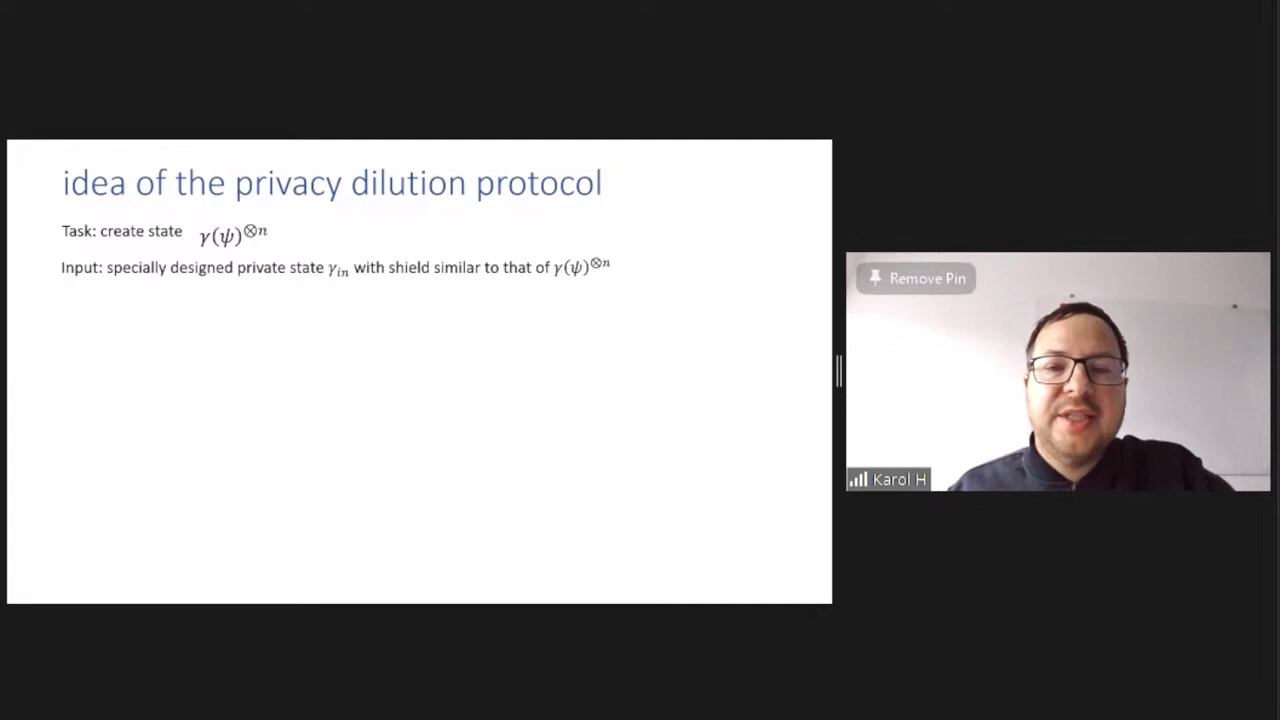 idea of the privacy dilution protocol
Task: create state γ(ψ)^⊗n
Input: specially designed private state γ_in with shield similar to that of γ(ψ)^⊗n
Remove Pin
Karol H